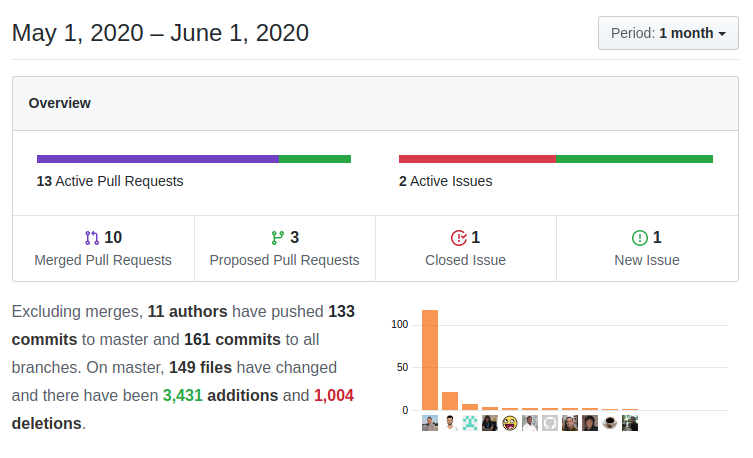 May 1, 2020 – June 1, 2020
Period: 1 month
Overview
13 Active Pull Requests
2 Active Issues
10
Merged Pull Requests
3
Proposed Pull Requests
1
Closed Issue
1
New Issue
Excluding merges, 11 authors have pushed 133
commits to master and 161 commits to all
branches. On master, 149 files have changed
and there have been 3,431 additions and 1,004
deletions.
100
50
0